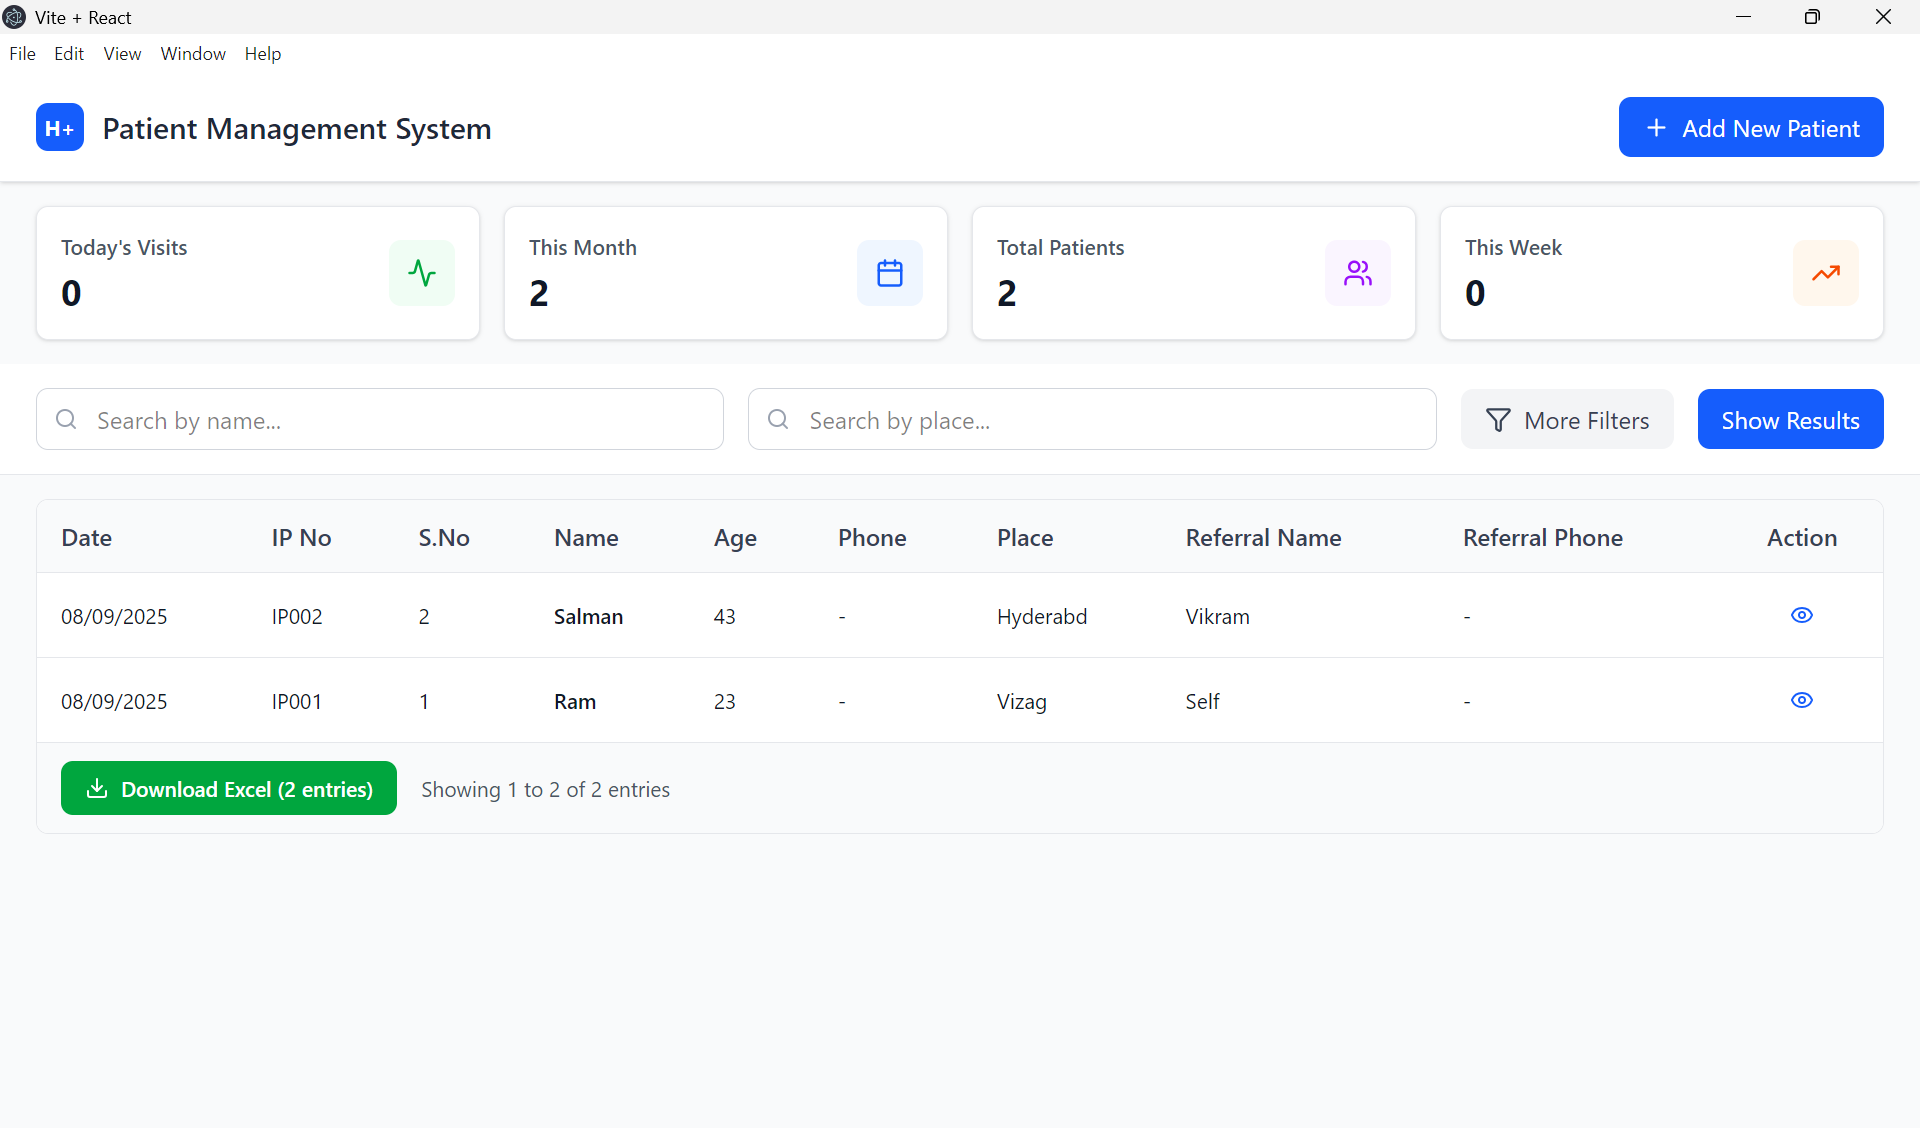 Vite + React
File Edit View Window Help
H+ Patient Management System
+ Add New Patient
Today's Visits
0
This Month
2
Total Patients
2
This Week
0
Search by name...
Search by place...
More Filters
Show Results
Date IP No S.No Name Age Phone Place Referral Name Referral Phone Action
08/09/2025 IP002 2 Salman 43 - Hyderabd Vikram -
08/09/2025 IP001 1 Ram 23 - Vizag Self -
Download Excel (2 entries) Showing 1 to 2 of 2 entries